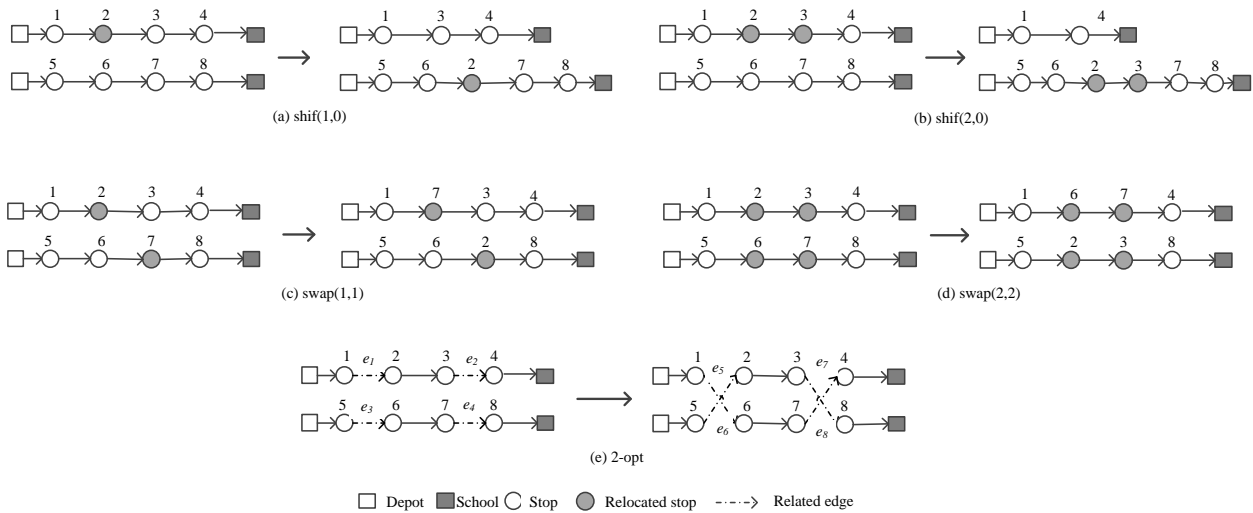 1 2 3 4
5 6 7 8
1 3 4
5 6 2 7 8
(a) shif(1,0)
1 2 3 4
5 6 7 8
1 4
5 6 2 3 7 8
(b) shif(2,0)
1 2 3 4
5 6 7 8
1 7 3 4
5 6 2 8
(c) swap(1,1)
1 2 3 4
5 6 7 8
1 6 7 4
5 2 3 8
(d) swap(2,2)
1 e1 2 3 e2 4
5 e3 6 7 e4 8
1 e5 2 3 e7 4
5 e6 6 7 e8 8
(e) 2-opt
Depot School Stop Relocated stop Related edge